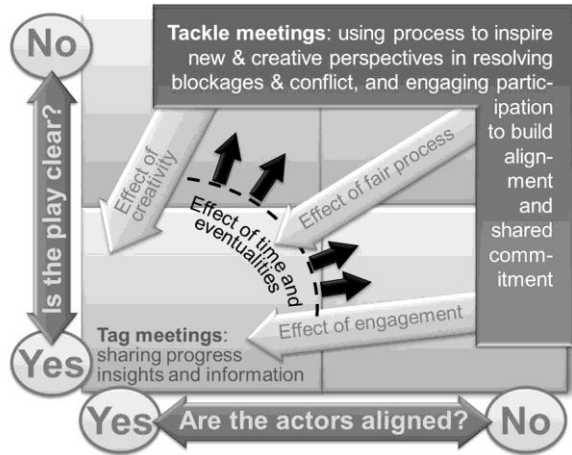 No
Is the play clear?
Yes
Tackle meetings: using process to inspire
new & creative perspectives in resolving
blockages & conflict, and engaging partic-
ipation
to build
align-
ment
and
shared
comm-
itment
Effect of
creativity
Effect of fair process
Effect of time and
eventualities
Effect of engagement
Tag meetings:
sharing progress
insights and information
Yes
Are the actors aligned?
No